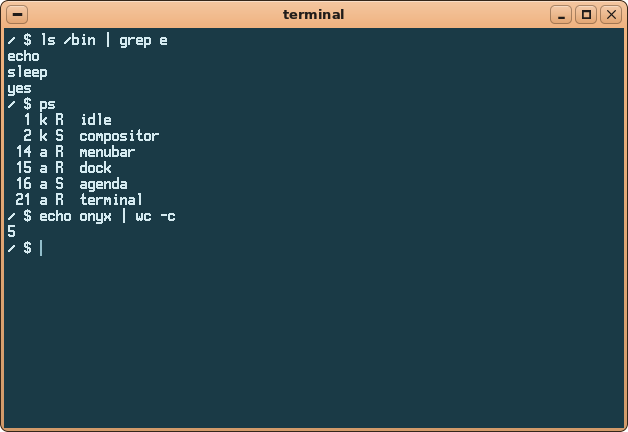 terminal
/ $ ls /bin | grep e
echo
sleep
yes
/ $ ps
  1 k R  idle
  2 k S  compositor
 14 a R  menubar
 15 a R  dock
 16 a S  agenda
 21 a R  terminal
/ $ echo onyx | wc -c
5
/ $